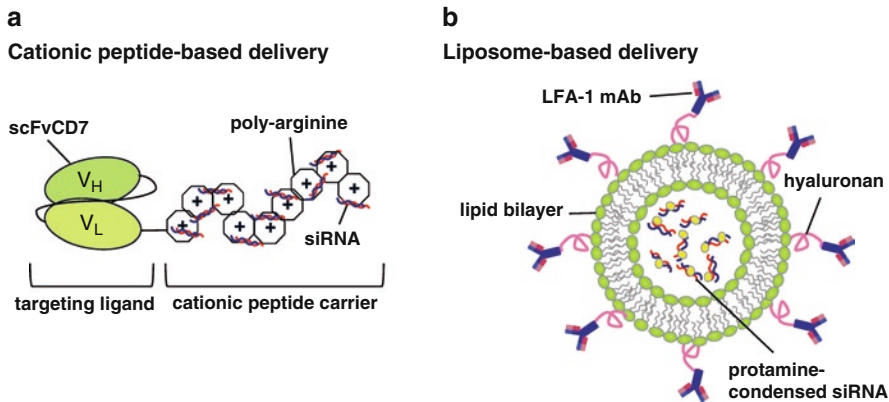 a
Cationic peptide-based delivery
scFvCD7
poly-arginine
VH
VL
+ + + + + + + +
siRNA
targeting ligand
cationic peptide carrier
b
Liposome-based delivery
LFA-1 mAb
hyaluronan
lipid bilayer
protamine-
condensed siRNA